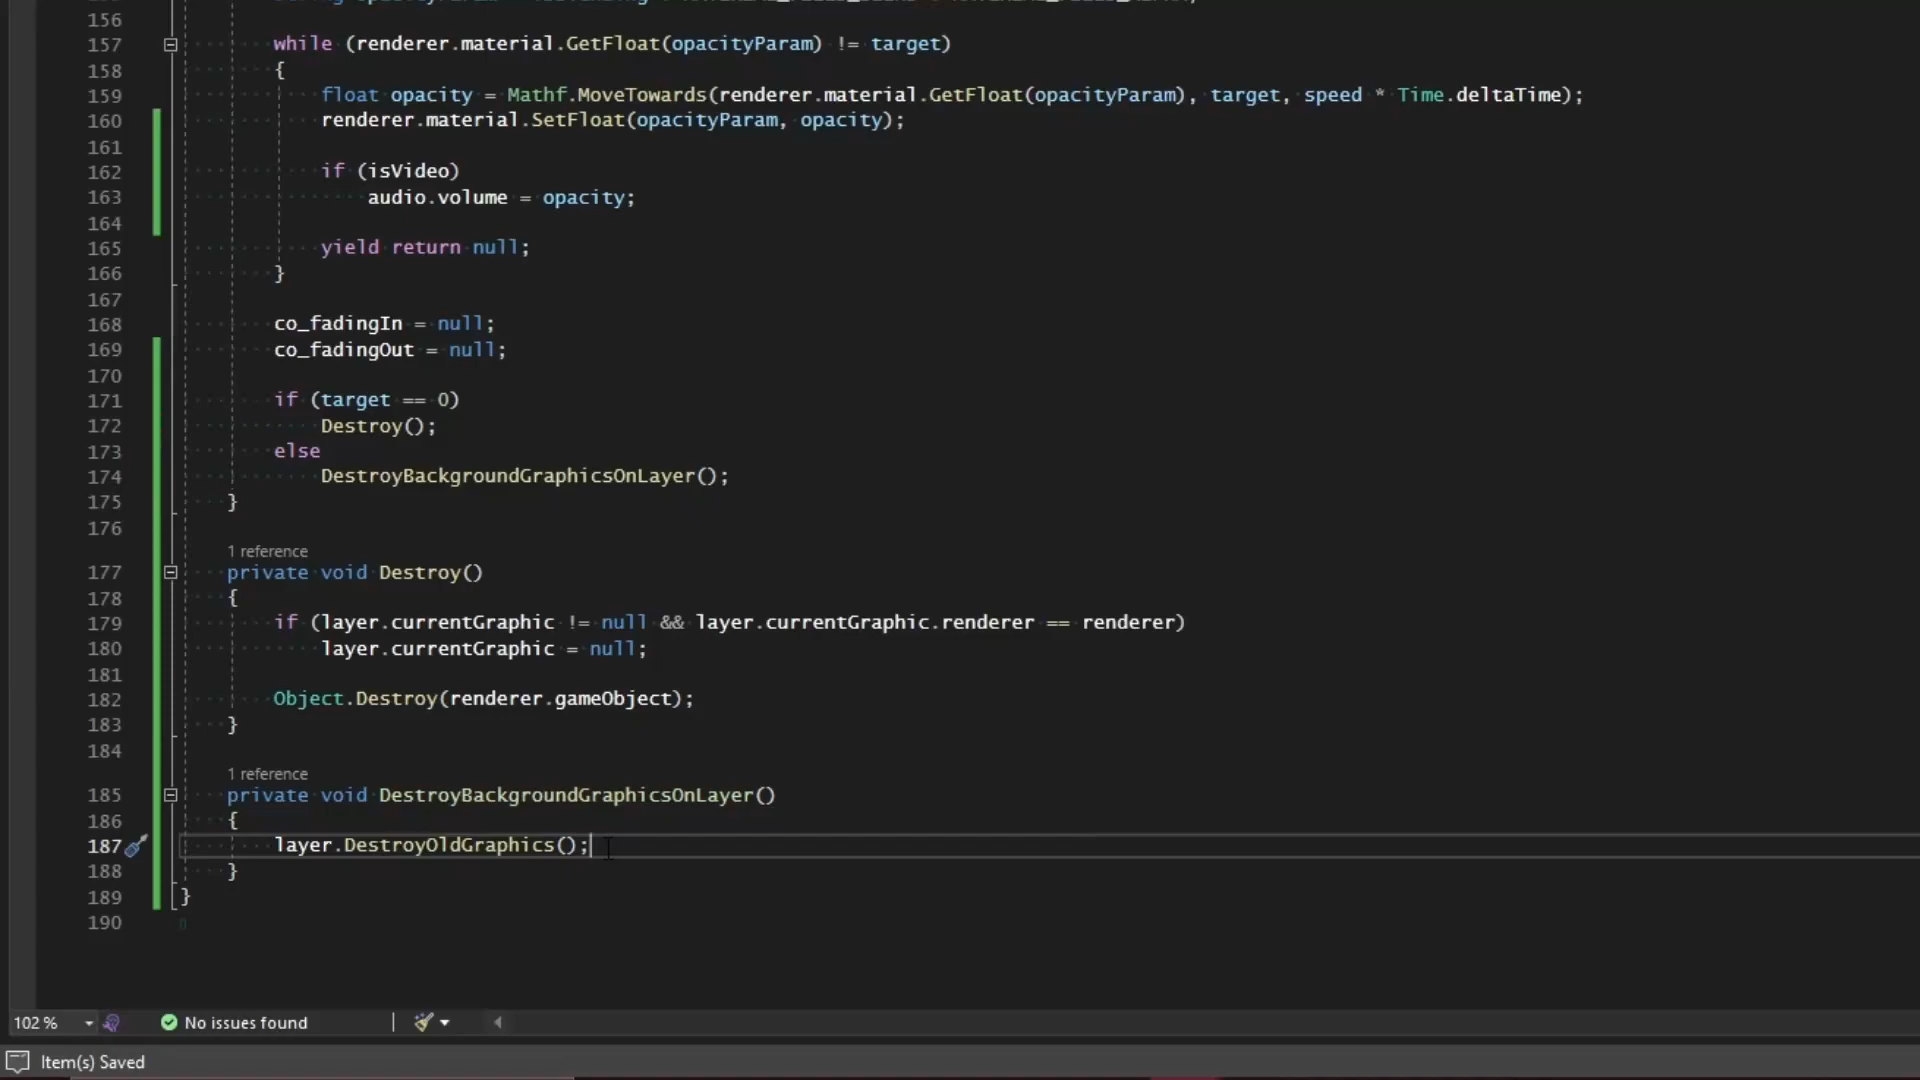 156
157 while (renderer.material.GetFloat(opacityParam) != target)
158 {
159 float opacity = Mathf.MoveTowards(renderer.material.GetFloat(opacityParam), target, speed * Time.deltaTime);
160 renderer.material.SetFloat(opacityParam, opacity);
161
162 if (isVideo)
163 audio.volume = opacity;
164
165 yield return null;
166 }
167
168 co_fadingIn = null;
169 co_fadingOut = null;
170
171 if (target == 0)
172 Destroy();
173 else
174 DestroyBackgroundGraphicsOnLayer();
175 }
176
1 reference
177 private void Destroy()
178 {
179 if (layer.currentGraphic != null && layer.currentGraphic.renderer == renderer)
180 layer.currentGraphic = null;
181
182 Object.Destroy(renderer.gameObject);
183 }
184
1 reference
185 private void DestroyBackgroundGraphicsOnLayer()
186 {
187 layer.DestroyOldGraphics();
188 }
189 }
190
102 % No issues found
Item(s) Saved